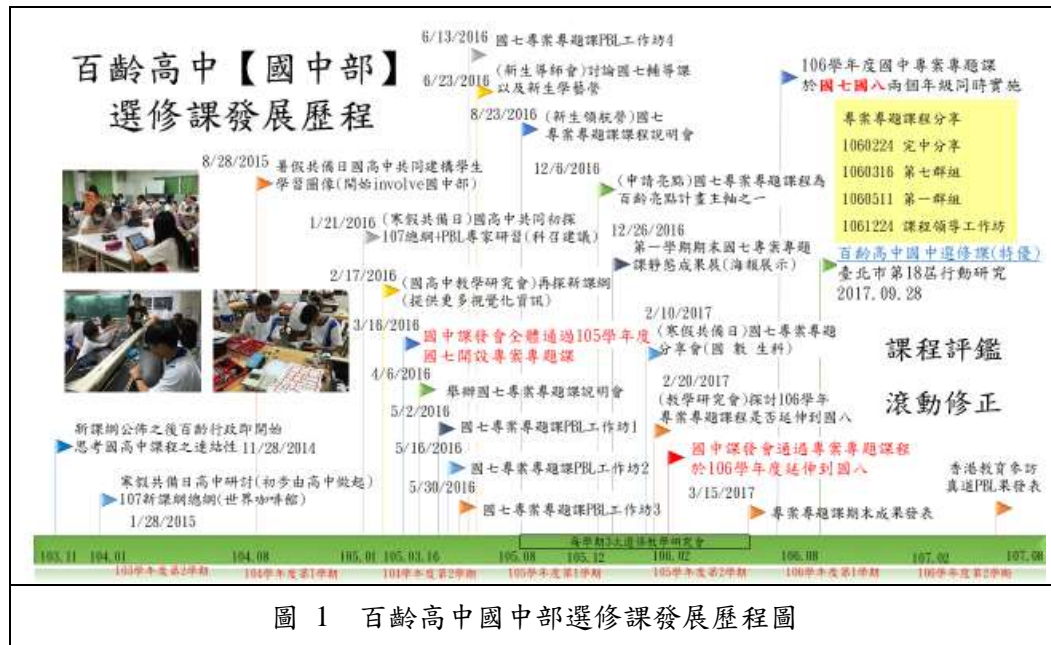 百齡高中【國中部】
選修課發展歷程
6/13/2016
國七專案專題課PBL工作坊4
6/23/2016
(新生導師會)討論國七輔導課
以及新生學藝營
8/23/2016
(新生領航營)國七
專案專題課課程說明會
106學年度國中專案專題課
於國七國八兩個年級同時實施
專案專題課程分享
1060224 完中分享
1060316 第七群組
1060511 第一群組
1061224 課程領導工作坊
8/28/2015
暑假共備日國高中共同建構學生
學習圖像(開始involve國中部)
12/6/2016
(申請亮點)國七專案專題課程為
百齡亮點計畫主軸之一
1/21/2016
(寒假共備日)國高中共同初探
107總綱+PBL專家研習(科召建議)
12/26/2016
第一學期期末國七專案專題
課靜態成果展(海報展示)
百齡高中國中選修課(特優)
臺北市第18屆行動研究
2017.09.28
2/17/2016
(國高中教學研究會)再探新課綱
(提供更多視覺化資訊)
2/10/2017
(寒假共備日)國七專案專題
分享會(國 數 生科)
3/16/2016
國中課發會全體通過105學年度
國七開設專案專題課
課程評鑑
滾動修正
4/6/2016
舉辦國七專案專題課說明會
2/20/2017
(教學研究會)探討106學年
專案專題課程是否延伸到國八
5/2/2016
國七專案專題課PBL工作坊1
新課綱公佈之後百齡行政即開始
思考國高中課程之連結性 11/28/2014
5/16/2016
國七專案專題課PBL工作坊2
國中課發會通過專案專題課程
於106學年度延伸到國八
寒假共備日高中研討(初步由高中做起)
107新課綱總綱(世界咖啡館)
1/28/2015
5/30/2016
國七專案專題課PBL工作坊3
3/15/2017
專案專題課期末成果發表
香港教育參訪
真道PBL果發表
每學期3次還係教學研究會
103.11 104.01 104.08 105.01 105.03.16 105.08 105.12 106.02 106.08 107.02 107.08
103學年度第2學期 104學年度第1學期 104學年度第2學期 105學年度第1學期 105學年度第2學期 106學年度第1學期 106學年度第2學期
圖 1 百齡高中國中部選修課發展歷程圖